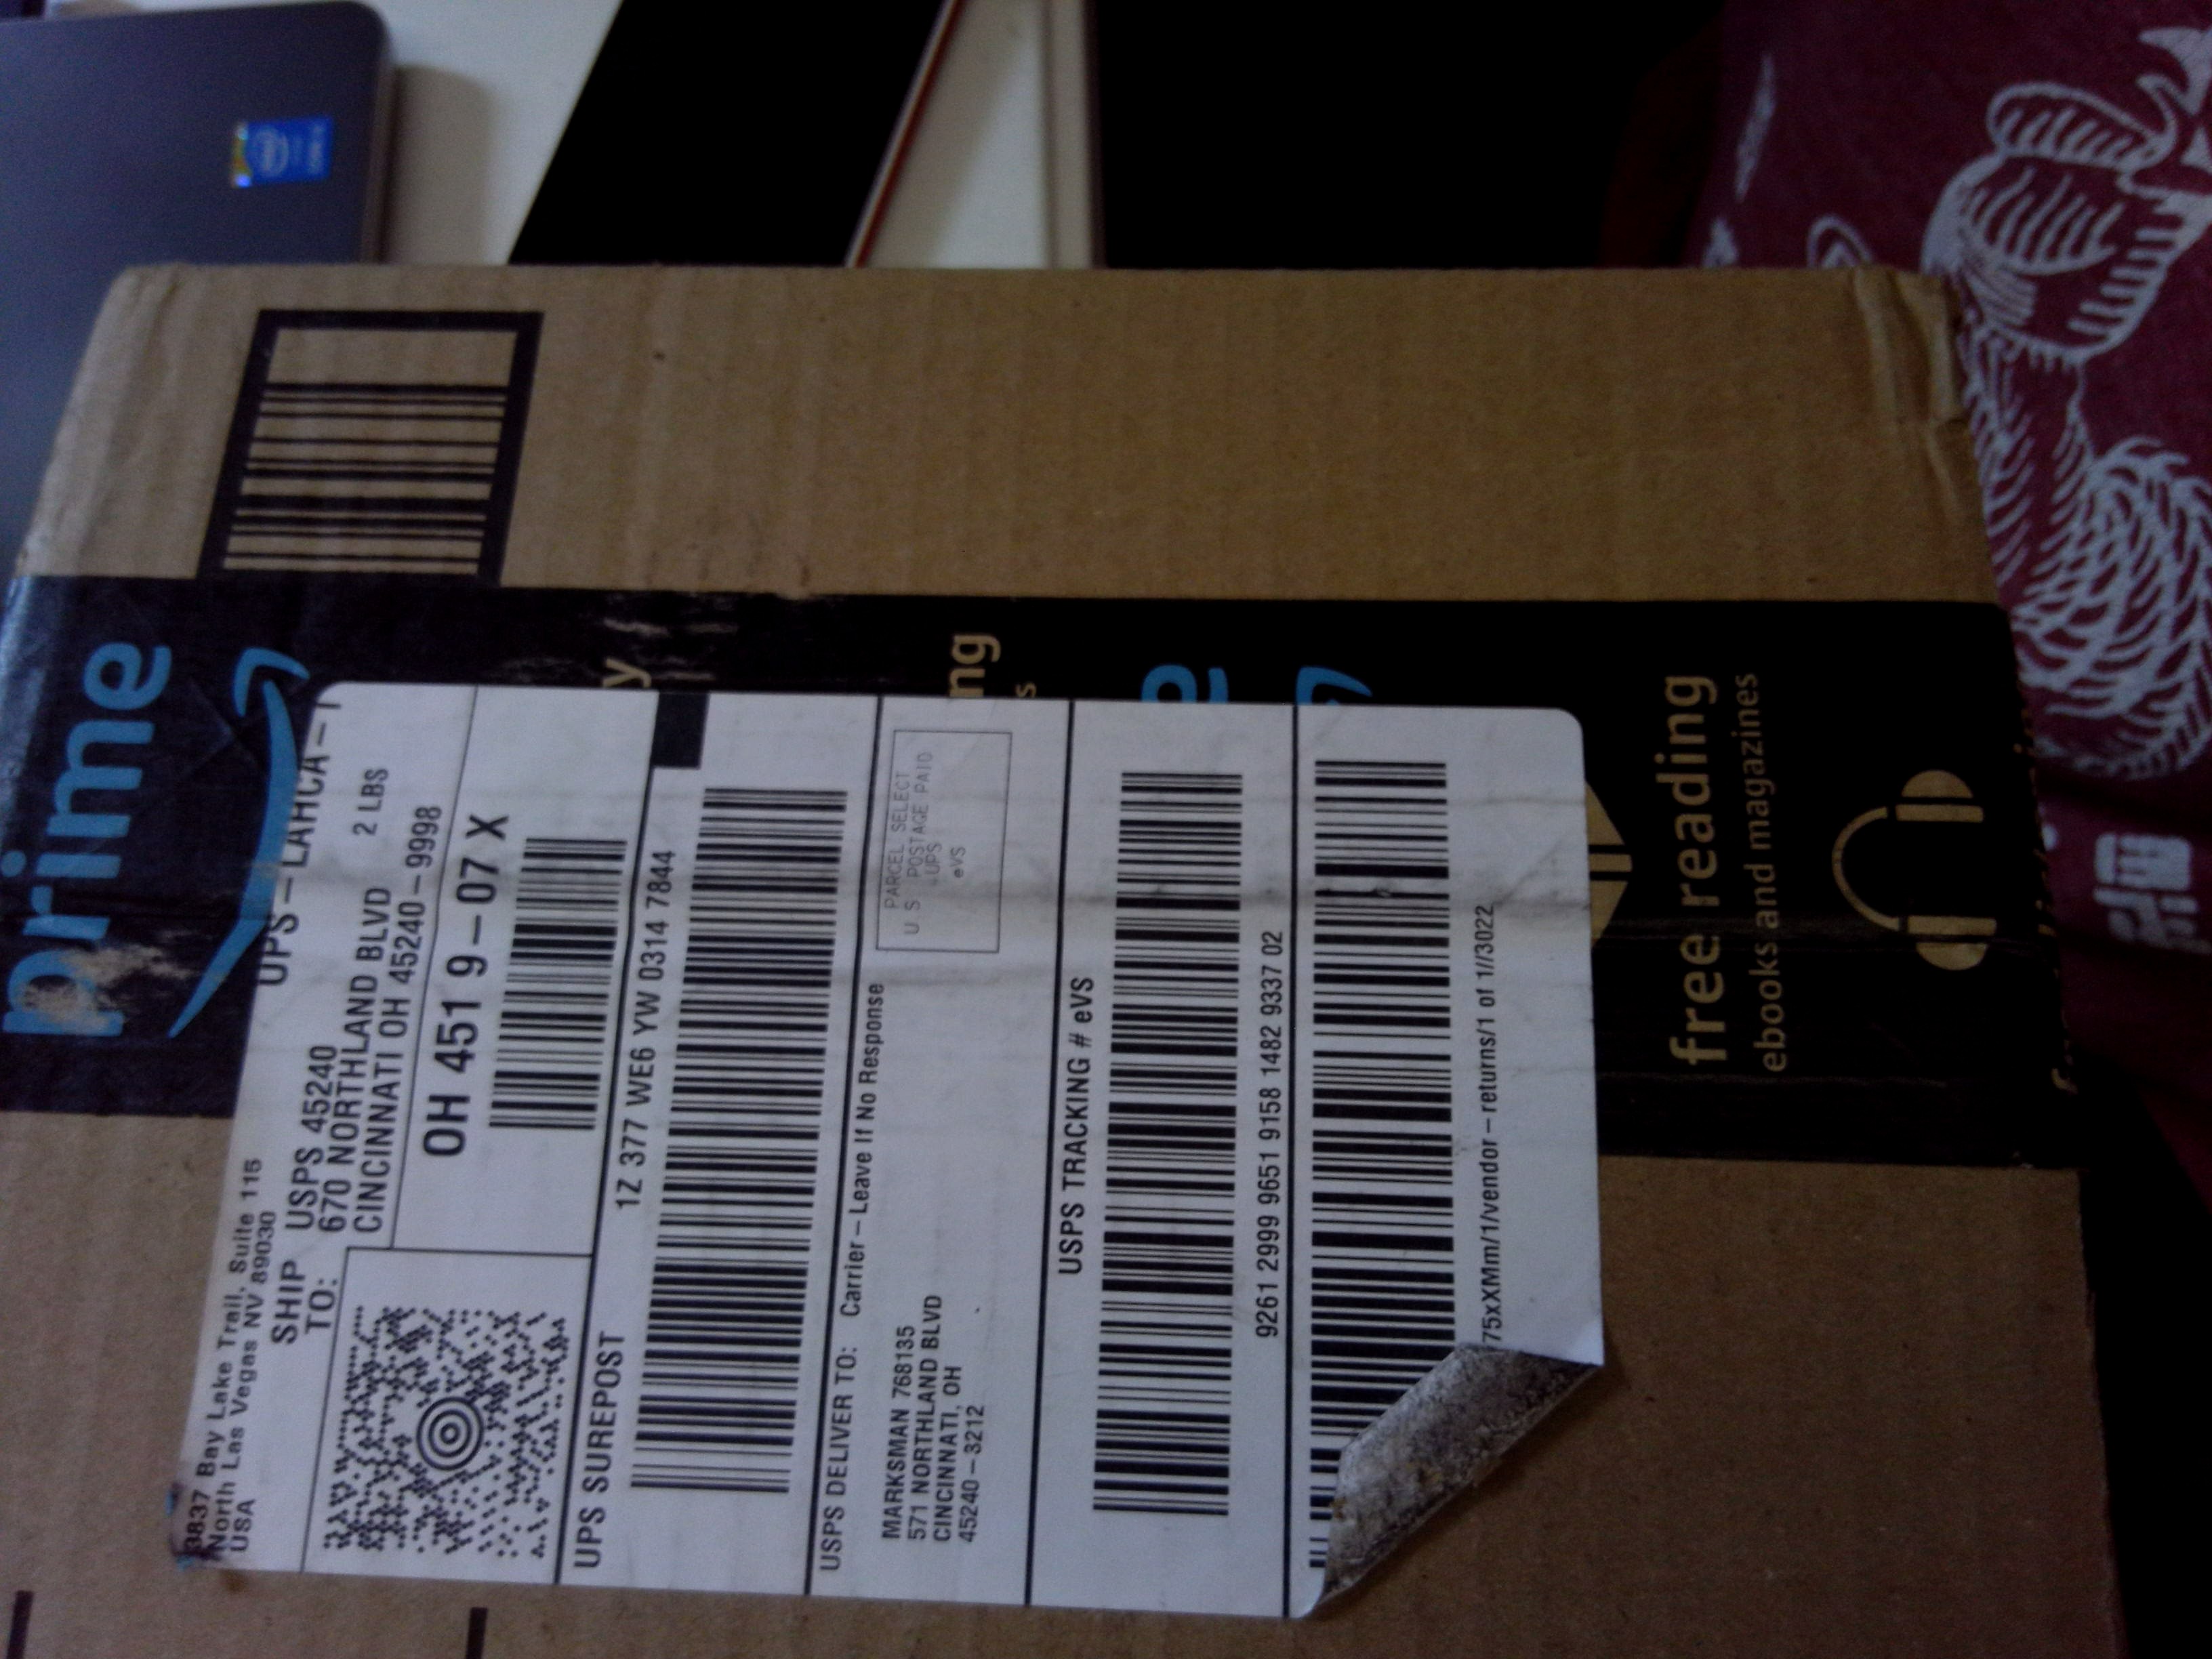 prime
y
ng
s
e
free reading
ebooks and magazines
3837 Bay Lake Trail, Suite 115
North Las Vegas NV 89030
USA
UPS-LAHCA-T
2 LBS
SHIP TO:
USPS 45240
670 NORTHLAND BLVD
CINCINNATI OH 45240-9998
OH 451 9-07 X
UPS SUREPOST
1Z 377 WE6 YW 0314 7844
USPS DELIVER TO:
Carrier-Leave If No Response
PARCEL SELECT
U S POSTAGE PAID
UPS
eVS
MARKSMAN 768135
571 NORTHLAND BLVD
CINCINNATI, OH
45240-3212
USPS TRACKING # eVS
9261 2999 9651 9158 1482 9337 02
75xXMm/1/vendor-returns/1 of 1//3022